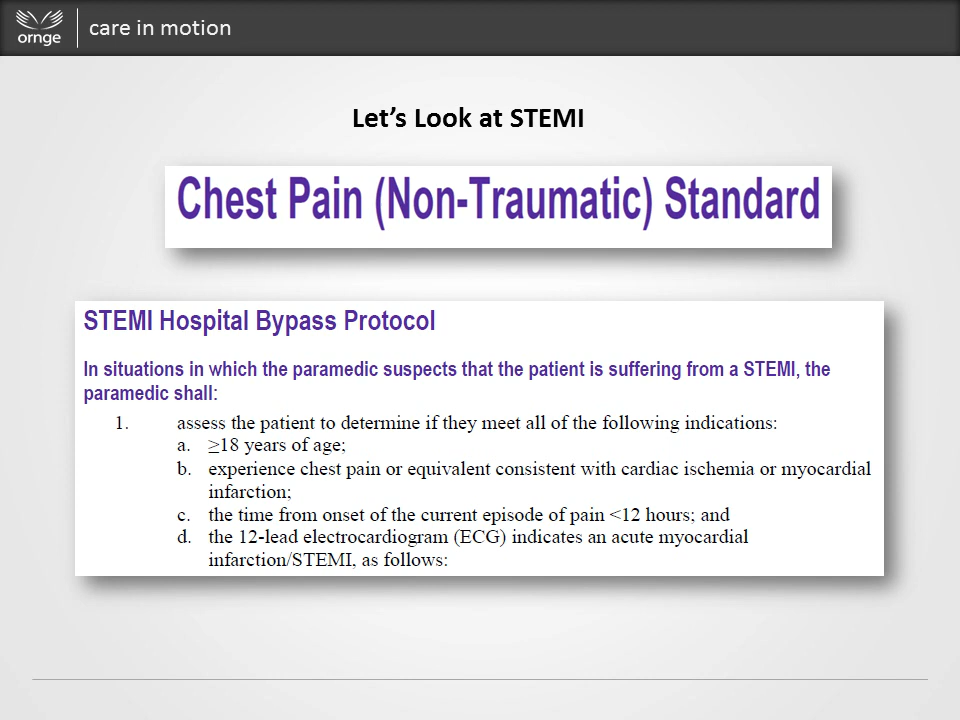 ornge
care in motion
Let’s Look at STEMI
Chest Pain (Non-Traumatic) Standard
STEMI Hospital Bypass Protocol
In situations in which the paramedic suspects that the patient is suffering from a STEMI, the
paramedic shall:
1. assess the patient to determine if they meet all of the following indications:
a. ≥18 years of age;
b. experience chest pain or equivalent consistent with cardiac ischemia or myocardial
infarction;
c. the time from onset of the current episode of pain <12 hours; and
d. the 12-lead electrocardiogram (ECG) indicates an acute myocardial
infarction/STEMI, as follows: